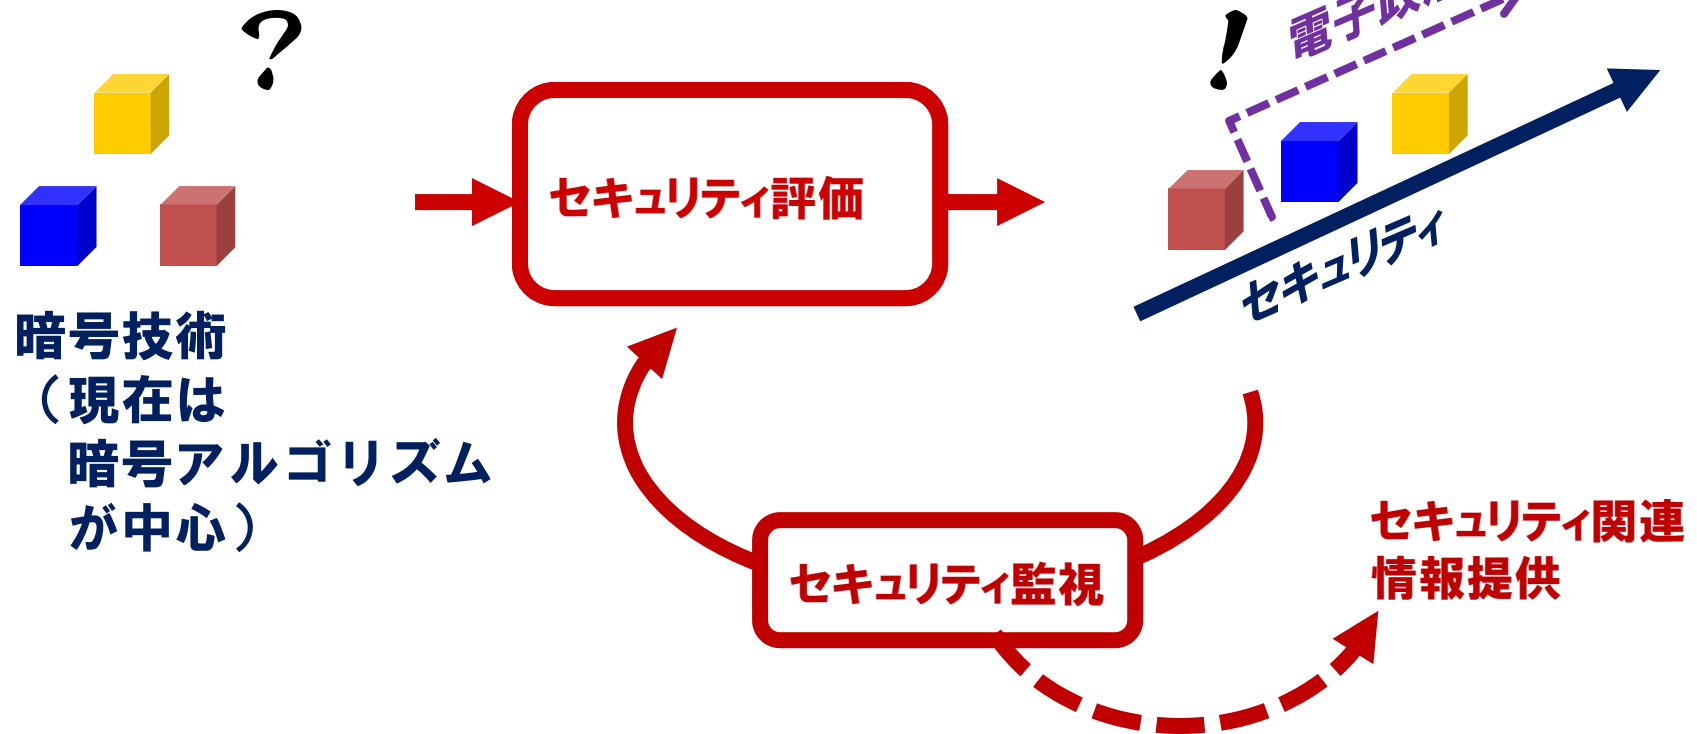 ?
!
電子政
セキュリティ評価
セキュリティ
暗号技術
（現在は
暗号アルゴリズム
が中心）
セキュリティ監視
セキュリティ関連
情報提供